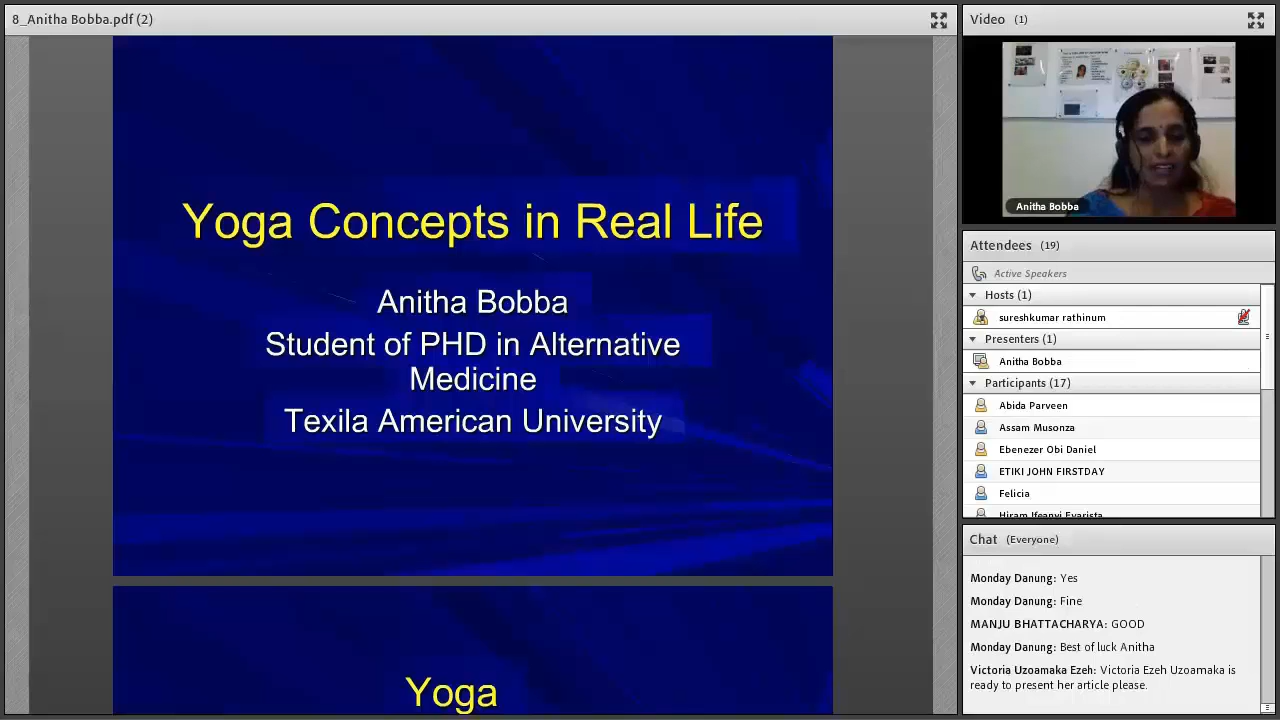 8_Anitha Bobba.pdf (2)
Yoga Concepts in Real Life
Anitha Bobba
Student of PHD in Alternative
Medicine
Texila American University
Yoga
Video (1)
Anitha Bobba
Attendees (19)
Active Speakers
Hosts (1)
sureshkumar rathinum
Presenters (1)
Anitha Bobba
Participants (17)
Abida Parveen
Assam Musonza
Ebenezer Obi Daniel
ETIKI JOHN FIRSTDAY
Felicia
Hiram Ifeanyi Evarista
Chat (Everyone)
Monday Danung: Yes
Monday Danung: Fine
MANJU BHATTACHARYA: GOOD
Monday Danung: Best of luck Anitha
Victoria Uzoamaka Ezeh: Victoria Ezeh Uzoamaka is
ready to present her article please.